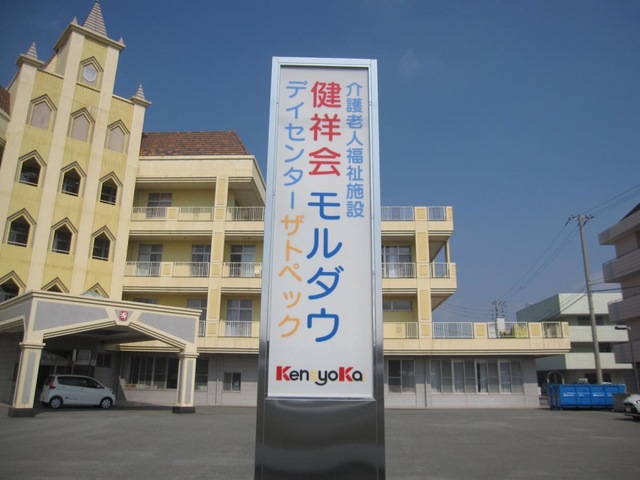 介護老人福祉施設
健祥会 モルダウ
デイセンターザトペック
KensyoKai